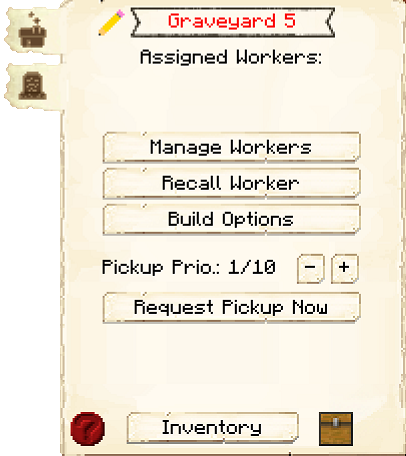 Graveyard 5
Assigned Workers:
Manage Workers
Recall Worker
Build Options
Pickup Prio.: 1/10 - +
Request Pickup Now
? Inventory